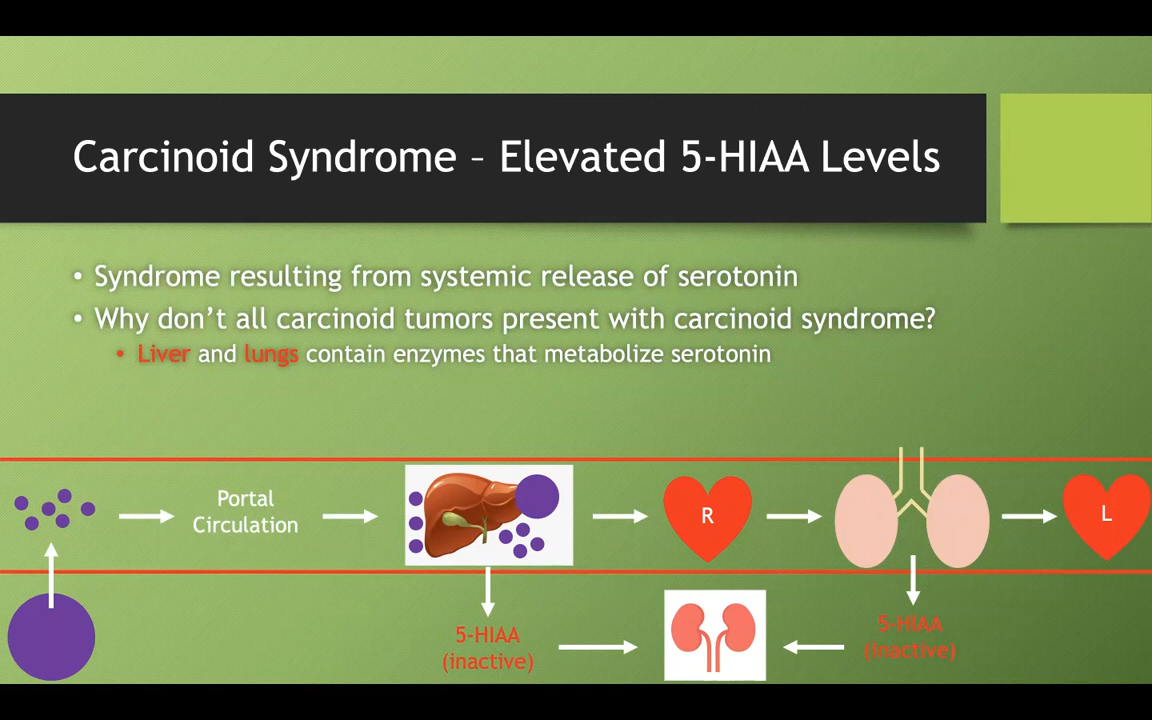 Carcinoid Syndrome – Elevated 5-HIAA Levels
• Syndrome resulting from systemic release of serotonin
• Why don't all carcinoid tumors present with carcinoid syndrome?
• Liver and lungs contain enzymes that metabolize serotonin
Portal
Circulation
R
L
5-HIAA
(inactive)
5-HIAA
(inactive)